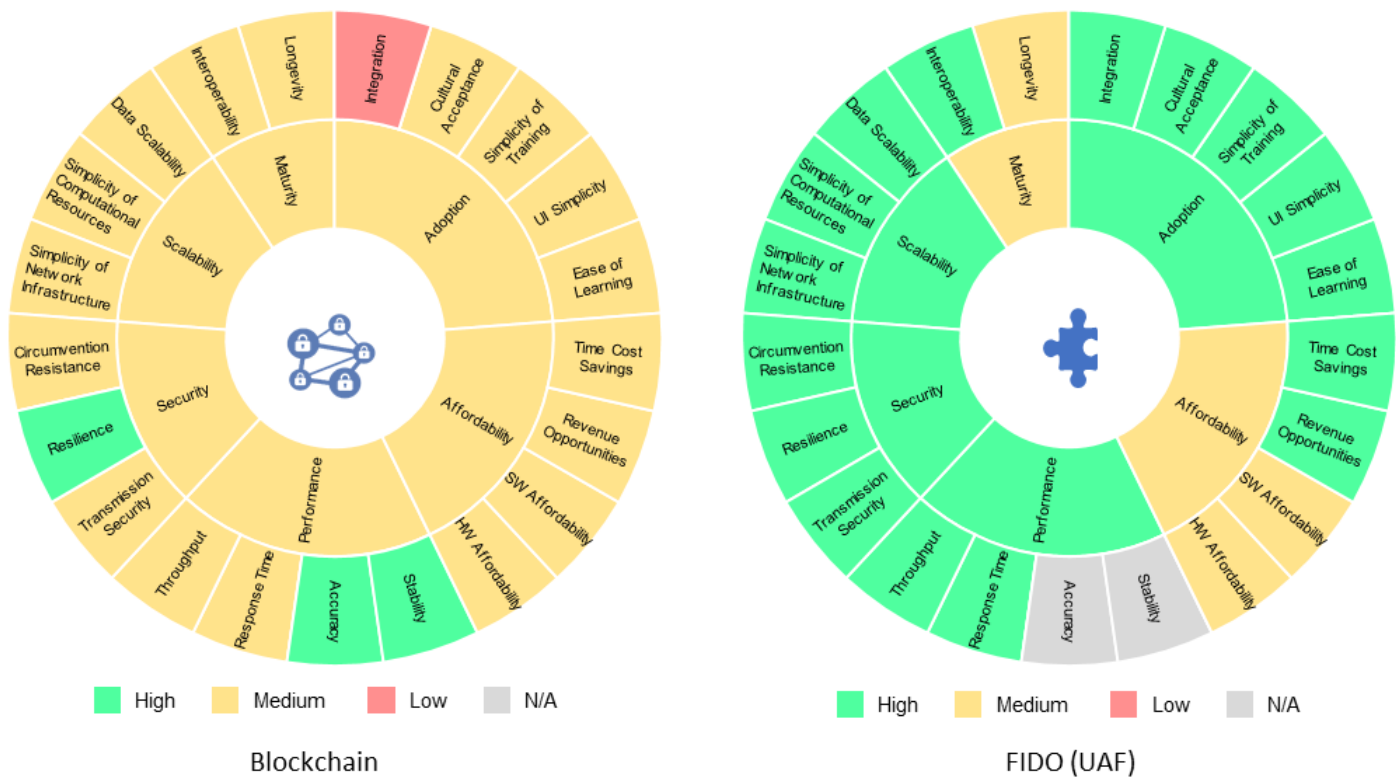 Integration
Cultural
Acceptance
Simplicity of
Training
UI Simplicity
Ease of
Learning
Time Cost
Savings
Revenue
Opportunities
SW Affordability
HW Affordability
Stability
Accuracy
Response Time
Throughput
Transmission
Security
Resilience
Circumvention
Resistance
Simplicity of
Network
Infrastructure
Simplicity of
Computational
Resources
Data Scalability
Interoperability
Longevity
Adoption
Affordability
Performance
Security
Scalability
Maturity
High
Medium
Low
N/A
Blockchain
Integration
Cultural
Acceptance
Simplicity of
Training
UI Simplicity
Ease of
Learning
Time Cost
Savings
Revenue
Opportunities
SW Affordability
HW Affordability
Stability
Accuracy
Response Time
Throughput
Transmission
Security
Resilience
Circumvention
Resistance
Simplicity of
Network
Infrastructure
Simplicity of
Computational
Resources
Data Scalability
Interoperability
Longevity
Adoption
Affordability
Performance
Security
Scalability
Maturity
High
Medium
Low
N/A
FIDO (UAF)